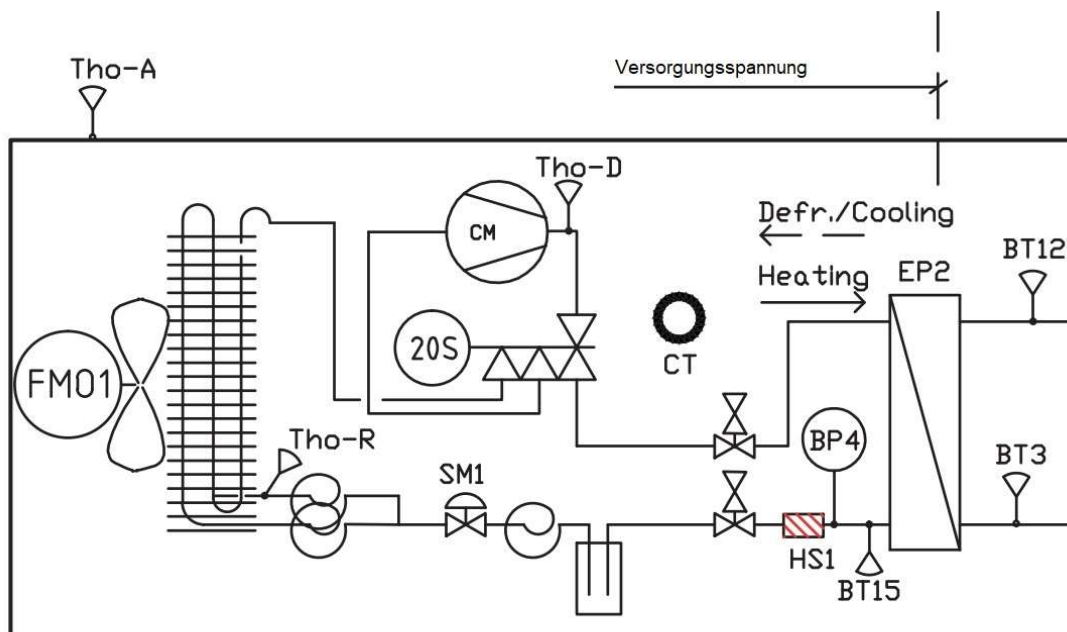 Tho-A
Versorgungsspannung
Tho-D
CM
Defr./Cooling
Heating
EP2
BT12
20S
CT
FM01
Tho-R
SM1
BP4
BT3
HS1
BT15